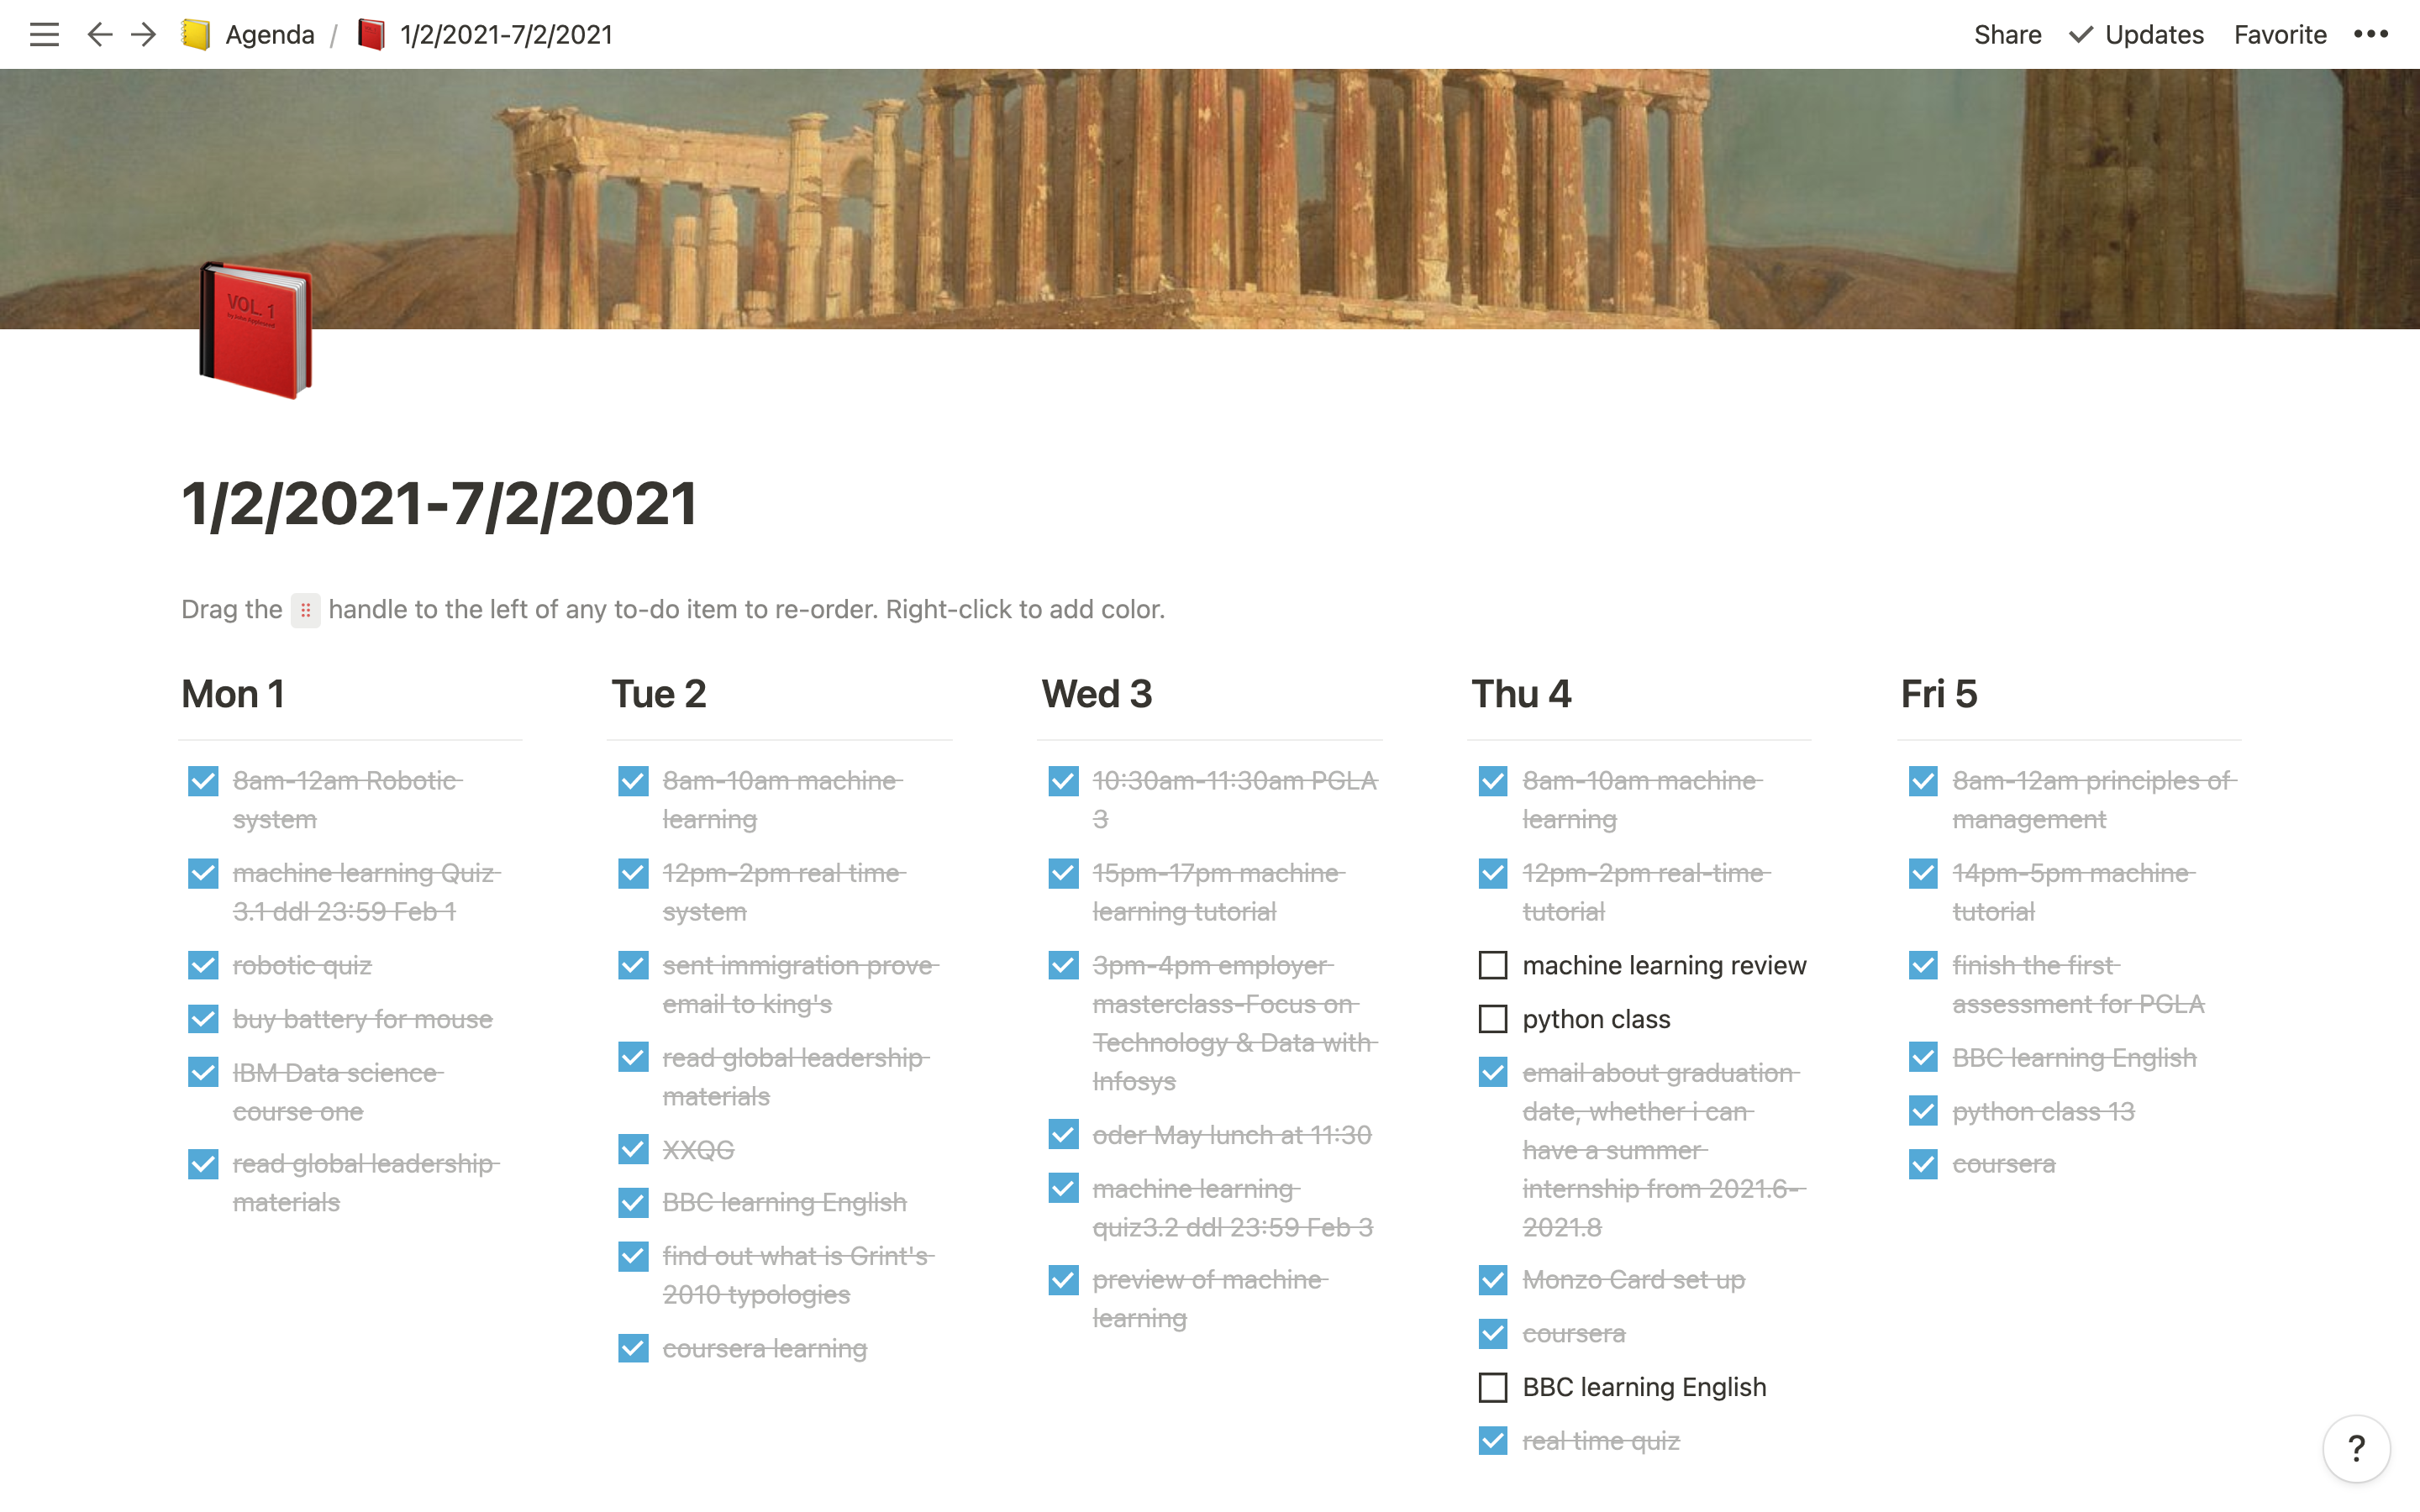 Agenda / 1/2/2021-7/2/2021
Share Updates Favorite
VOL. 1
1/2/2021-7/2/2021
Drag the handle to the left of any to-do item to re-order. Right-click to add color.
Mon 1
8am-12am Robotic
system
machine learning Quiz
3.1 ddl 23:59 Feb 1
robotic quiz
buy battery for mouse
IBM Data science
course one
read global leadership
materials
Tue 2
8am-10am machine
learning
12pm-2pm real time
system
sent immigration prove
email to king's
read global leadership
materials
XXQG
BBC learning English
find out what is Grint's
2010 typologies
coursera learning
Wed 3
10:30am-11:30am PGLA
3
15pm-17pm machine
learning tutorial
3pm-4pm employer
masterclass-Focus on
Technology & Data with
Infosys
oder May lunch at 11:30
machine learning
quiz3.2 ddl 23:59 Feb 3
preview of machine
learning
Thu 4
8am-10am machine
learning
12pm-2pm real-time
tutorial
machine learning review
python class
email about graduation
date, whether i can
have a summer
internship from 2021.6-
2021.8
Monzo Card set up
coursera
BBC learning English
real time quiz
Fri 5
8am-12am principles of
management
14pm-5pm machine
tutorial
finish the first
assessment for PGLA
BBC learning English
python class 13
coursera
?